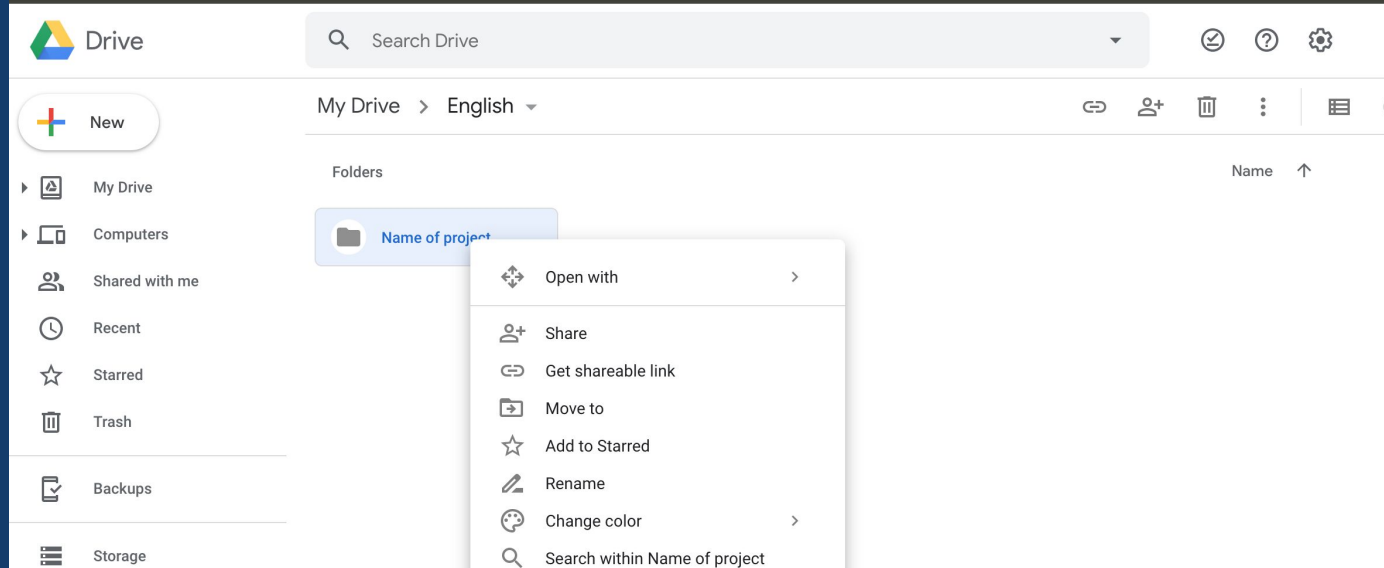 Drive
Search Drive
New
My Drive > English
My Drive
Computers
Shared with me
Recent
Starred
Trash
Backups
Storage
Folders
Name
Name of project
Open with
Share
Get shareable link
Move to
Add to Starred
Rename
Change color
Search within Name of project